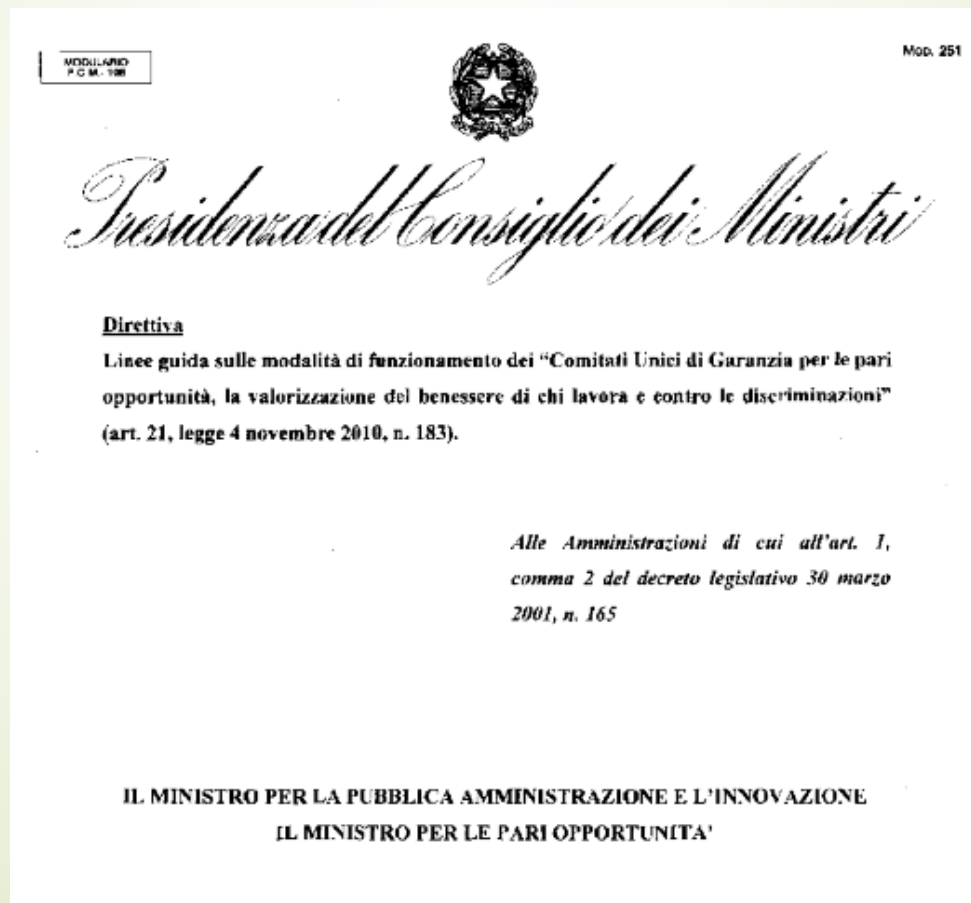 MODULARIO
P.C.M.- 198
Mod. 251
Presidenza del Consiglio dei Ministri
Direttiva
Linee guida sulle modalità di funzionamento dei “Comitati Unici di Garanzia per le pari
opportunità, la valorizzazione del benessere di chi lavora e contro le discriminazioni”
(art. 21, legge 4 novembre 2010, n. 183).
Alle Amministrazioni di cui all'art. 1,
comma 2 del decreto legislativo 30 marzo
2001, n. 165
IL MINISTRO PER LA PUBBLICA AMMINISTRAZIONE E L'INNOVAZIONE
IL MINISTRO PER LE PARI OPPORTUNITA'